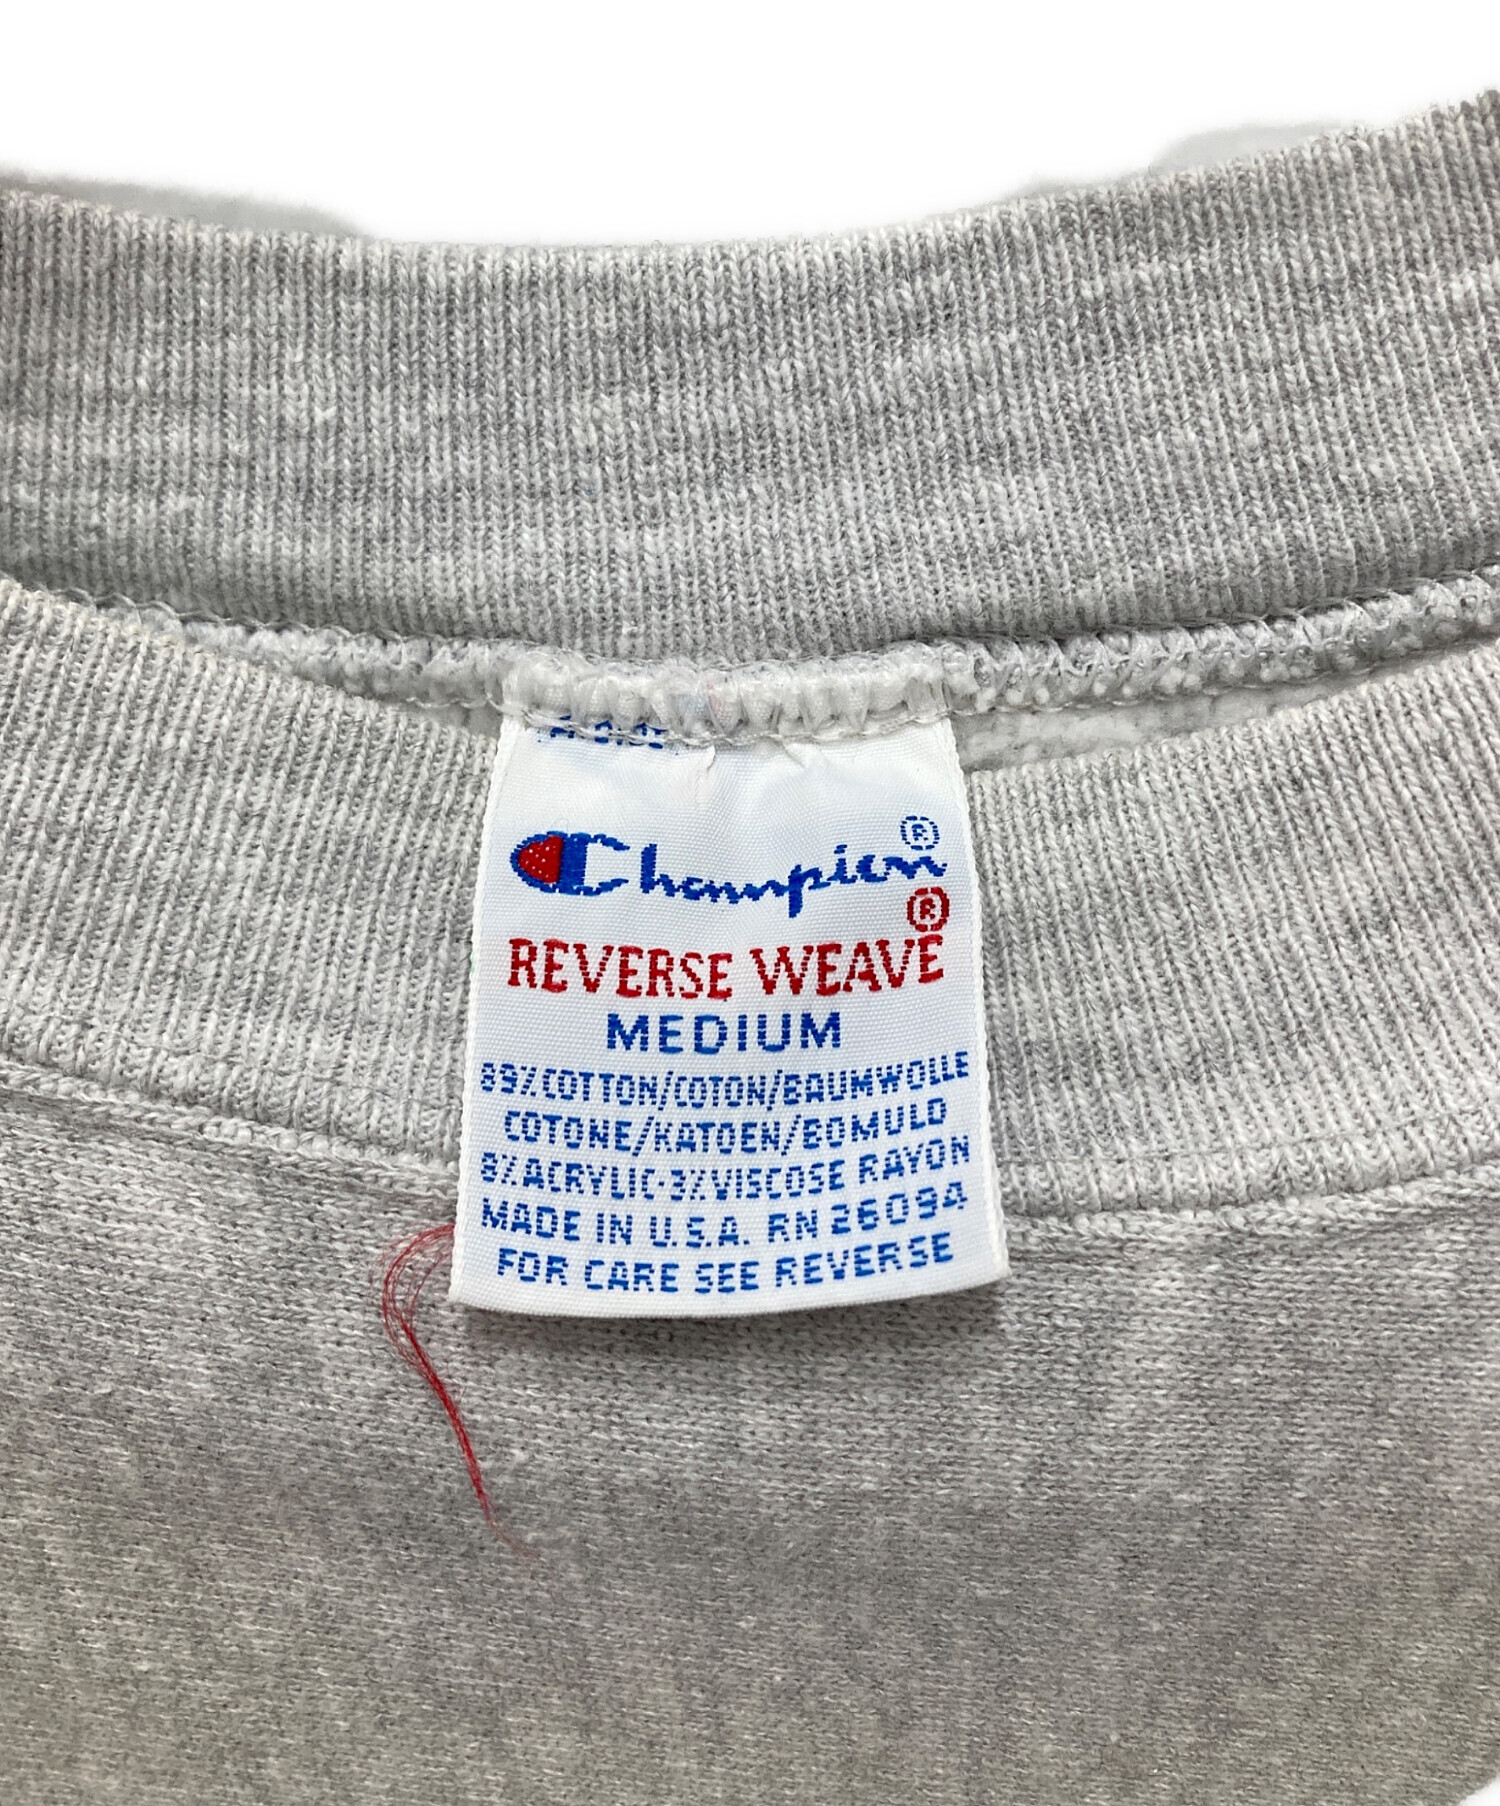 Champion®
REVERSE WEAVE®
MEDIUM
89% COTTON/COTON/BAUMWOLLE
COTONE/KATOEN/BOMULD
8% ACRYLIC·3% VISCOSE RAYON
MADE IN U.S.A. RN 26094
FOR CARE SEE REVERSE